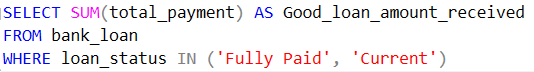 SELECT SUM(total_payment) AS Good_loan_amount_received
FROM bank_loan
WHERE loan_status IN ('Fully Paid', 'Current')